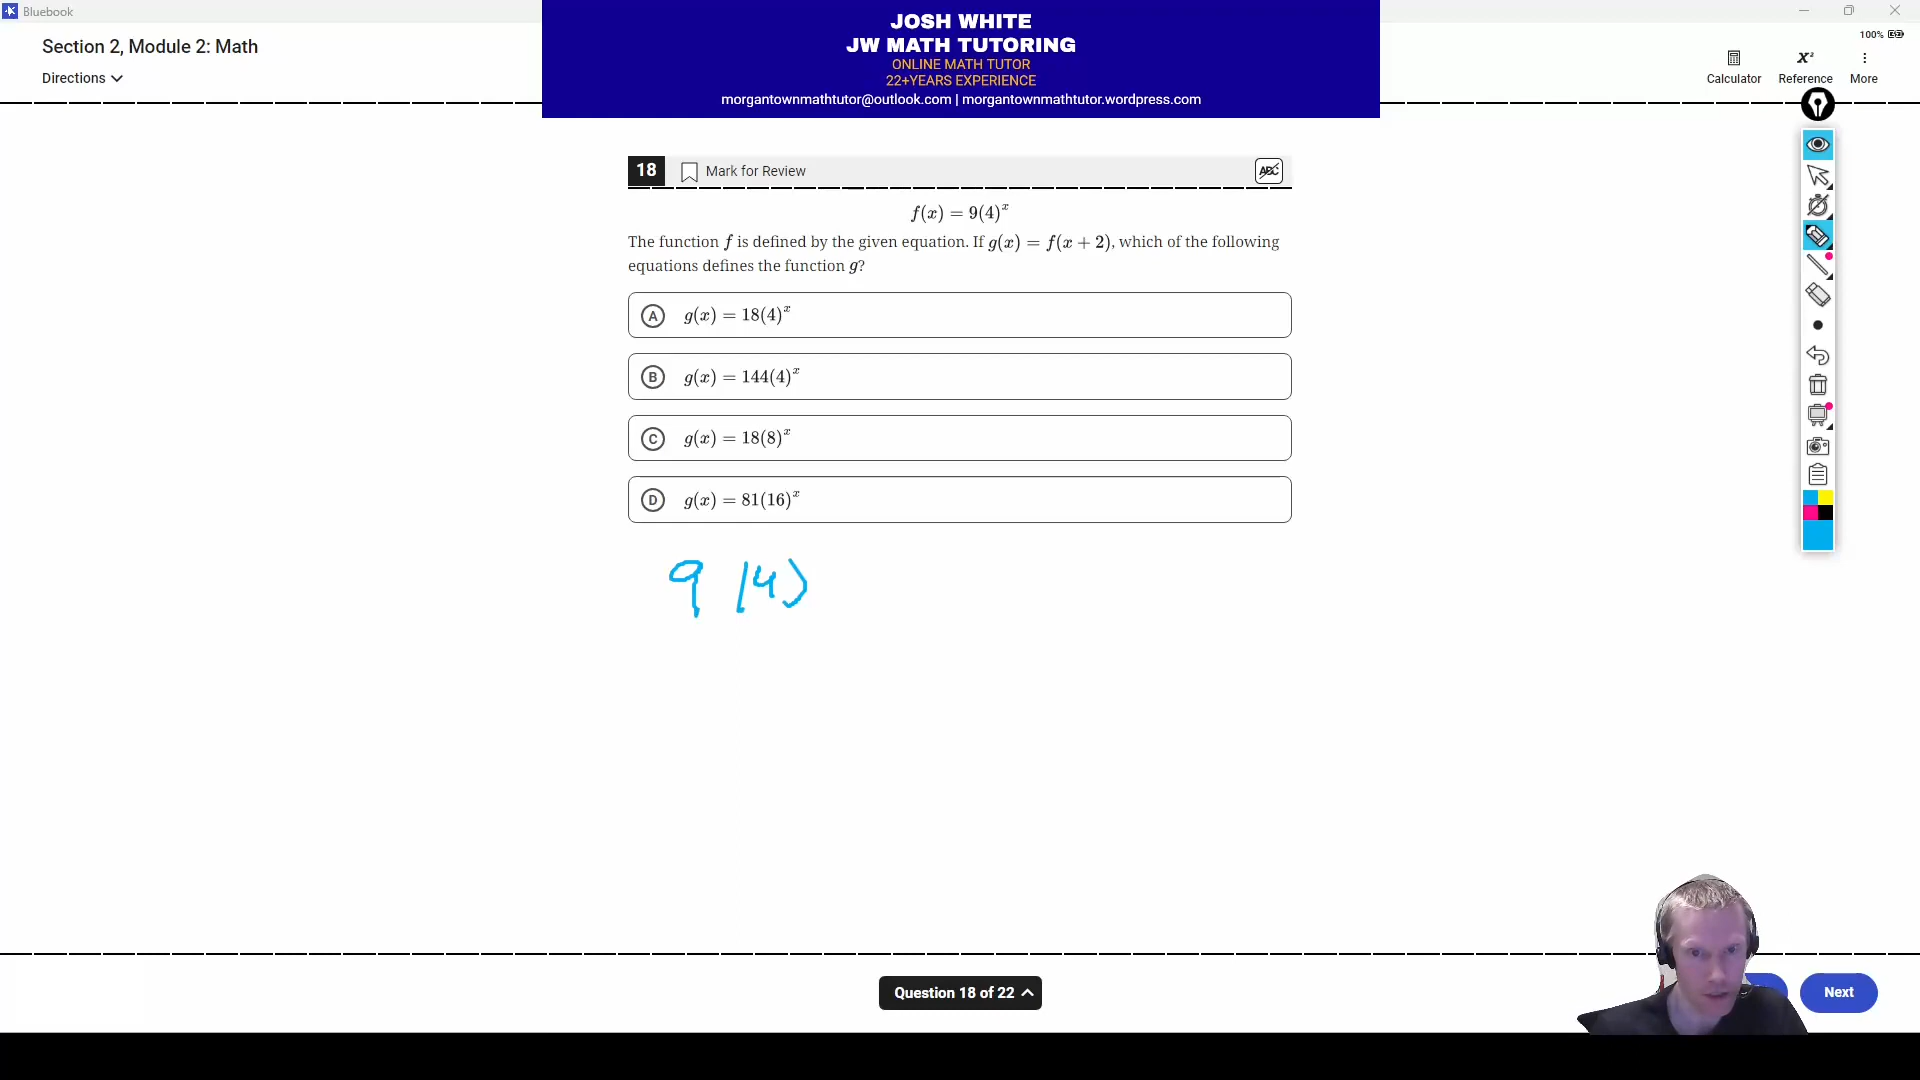 Bluebook
JOSH WHITE
JW MATH TUTORING
ONLINE MATH TUTOR
22+YEARS EXPERIENCE
morgantownmathtutor@outlook.com | morgantownmathtutor.wordpress.com
Section 2, Module 2: Math
Directions
100%
Calculator
Reference
More
18 Mark for Review ABC
f(x) = 9(4)^x
The function f is defined by the given equation. If g(x) = f(x + 2), which of the following
equations defines the function g?
A g(x) = 18(4)^x
B g(x) = 144(4)^x
C g(x) = 18(8)^x
D g(x) = 81(16)^x
9 (4)
Question 18 of 22
Next